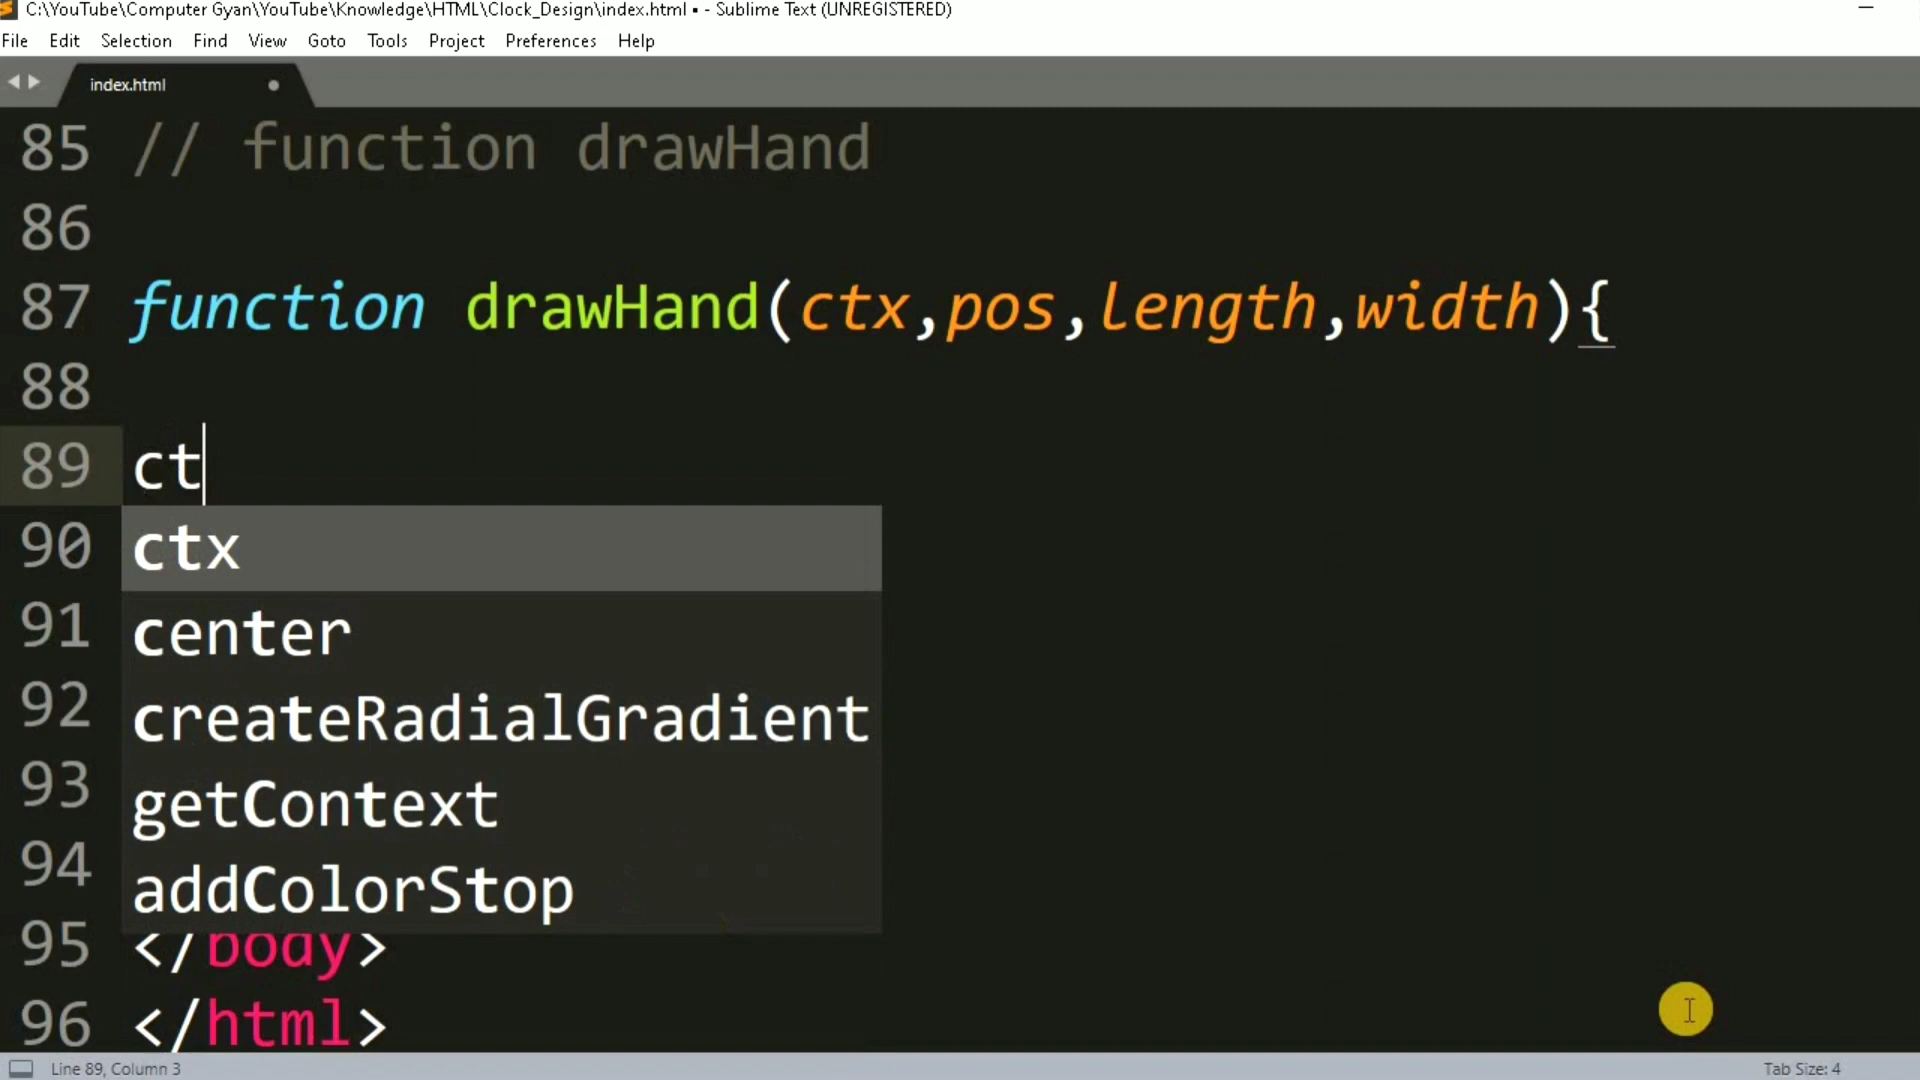 C:\YouTube\Computer Gyan\YouTube\Knowledge\HTML\Clock_Design\index.html • - Sublime Text (UNREGISTERED)
File Edit Selection Find View Goto Tools Project Preferences Help
index.html
85 // function drawHand
86
87 function drawHand(ctx,pos,length,width){
88
89 ct
90 ctx
91 center
92 createRadialGradient
93 getContext
94 addColorStop
95 </body>
96 </html>
Line 89, Column 3 Tab Size: 4